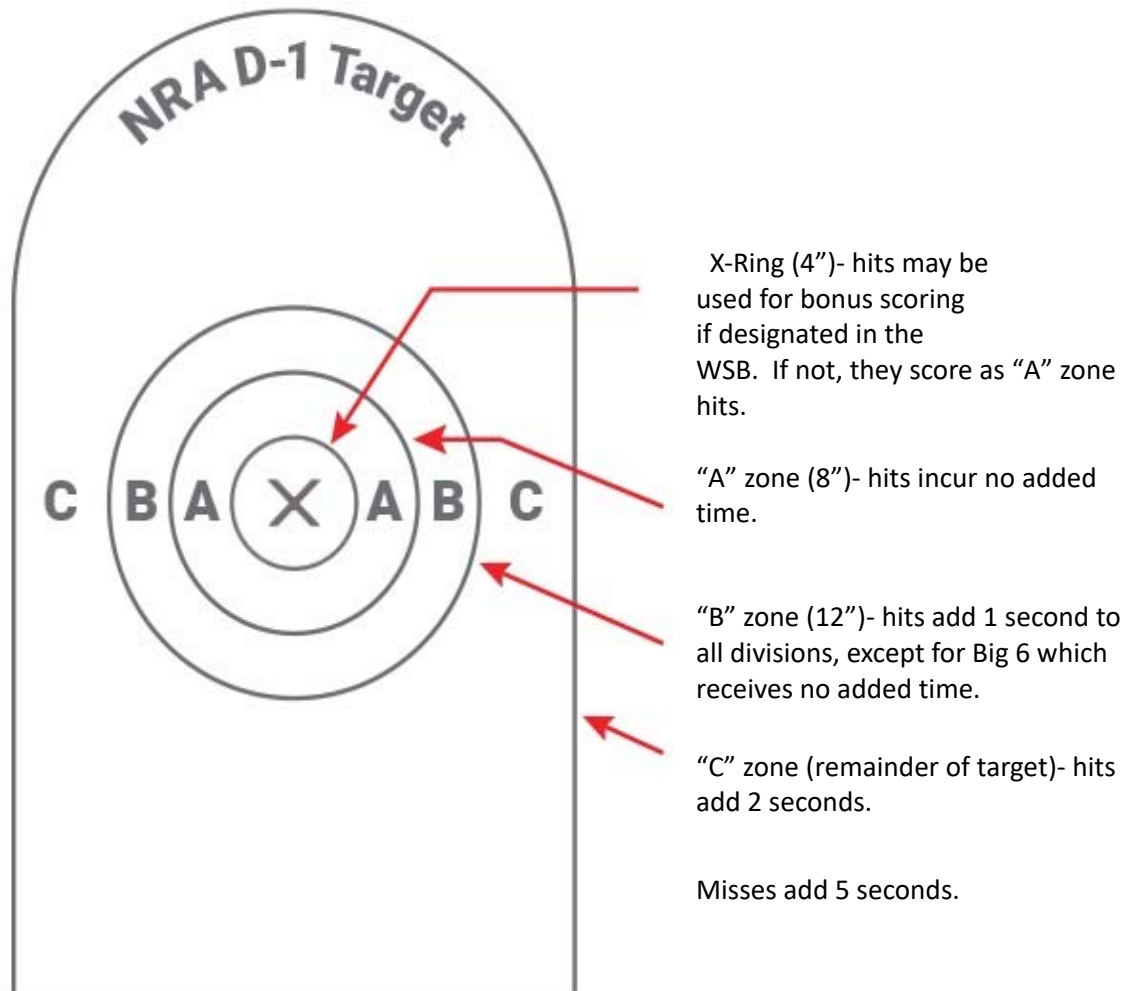 NRA D-1 Target
X-Ring (4”)- hits may be
used for bonus scoring
if designated in the
WSB.  If not, they score as “A” zone
hits.
“A” zone (8”)- hits incur no added
time.
C B A X A B C
“B” zone (12”)- hits add 1 second to
all divisions, except for Big 6 which
receives no added time.
“C” zone (remainder of target)- hits
add 2 seconds.
Misses add 5 seconds.